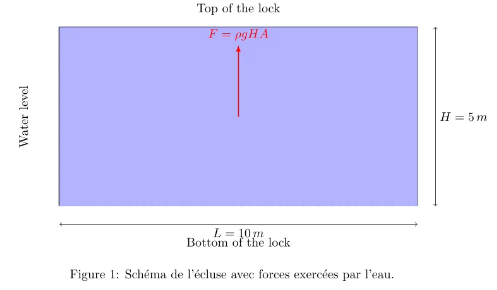 Top of the lock
F = ρgHA
Water level
H = 5 m
L = 10 m
Bottom of the lock
Figure 1: Schéma de l'écluse avec forces exercées par l'eau.